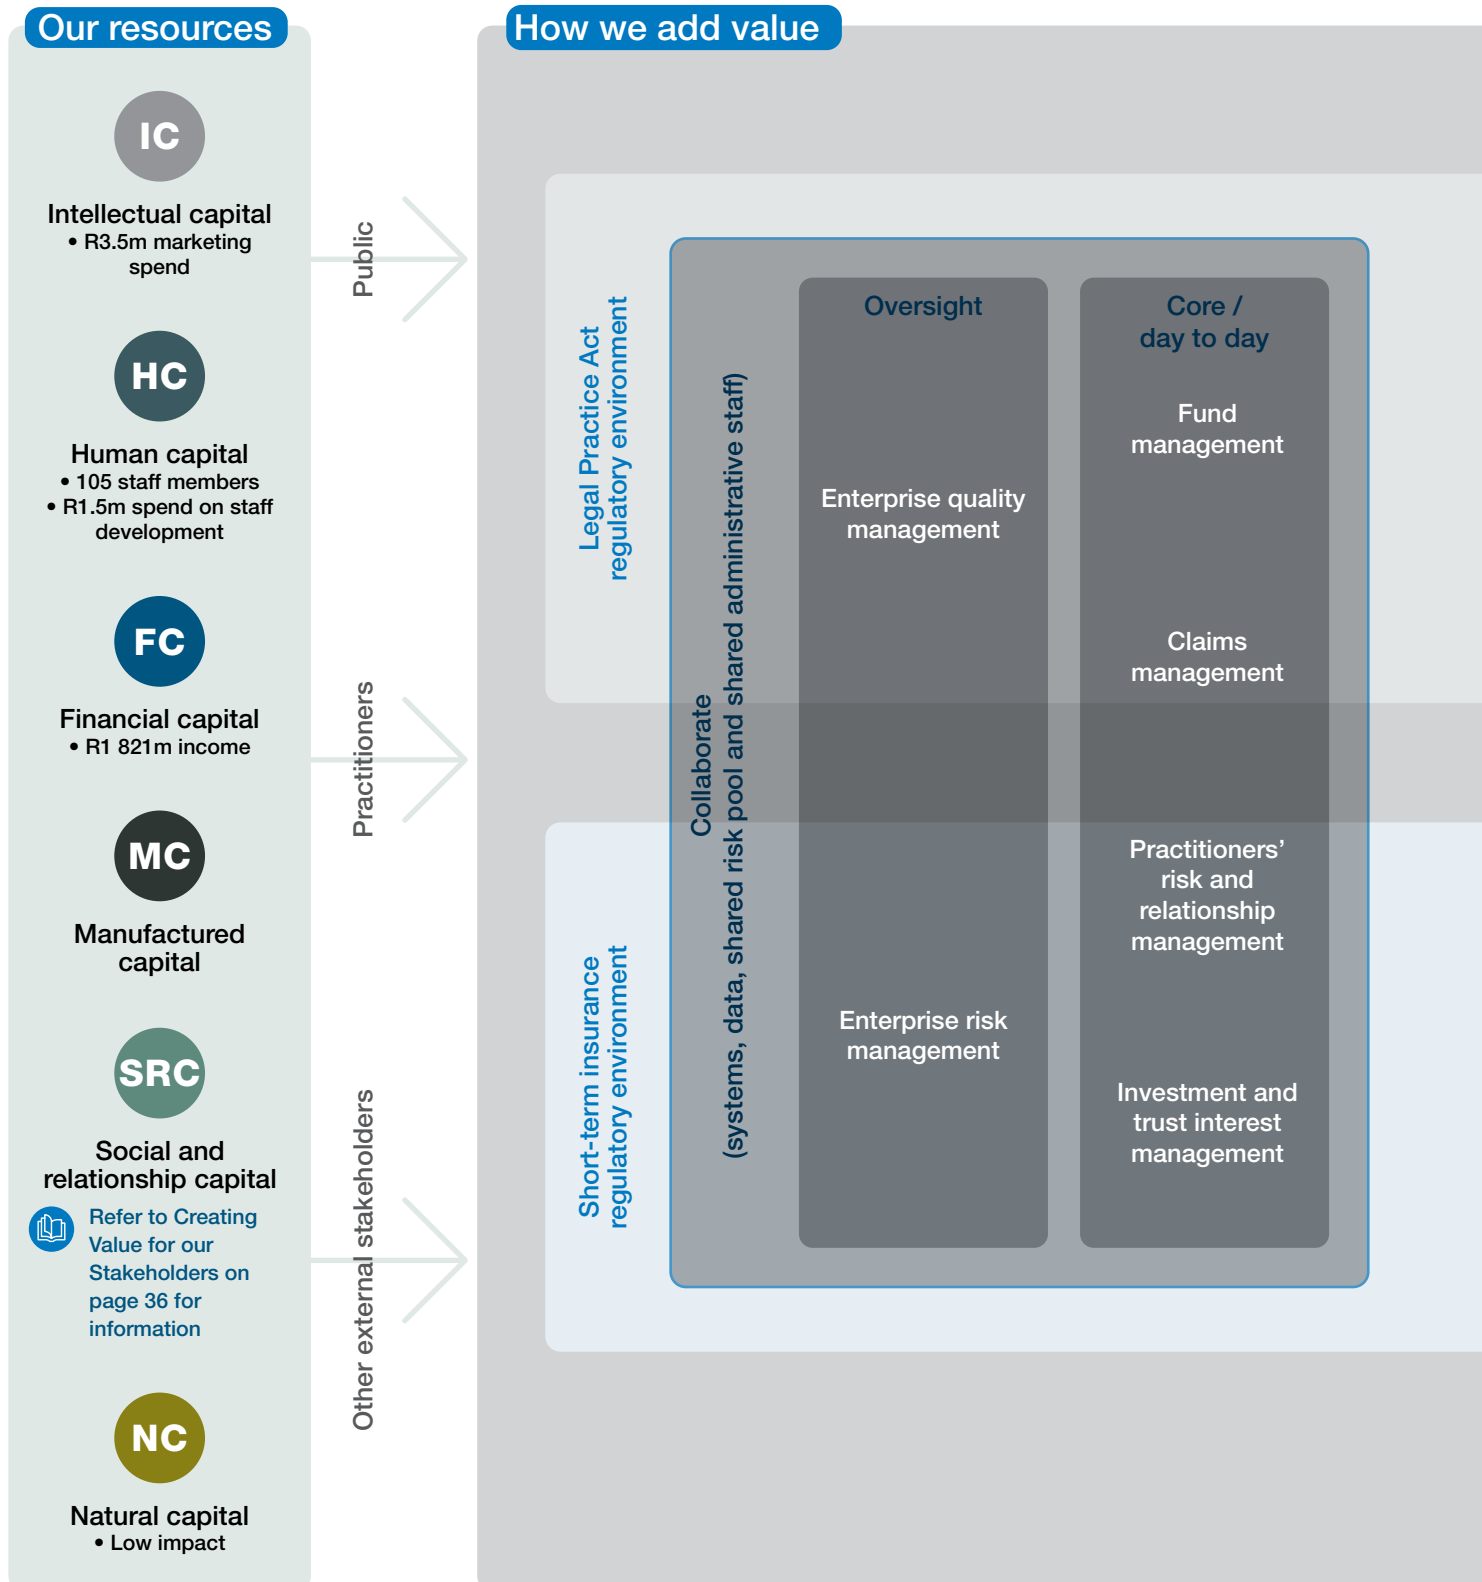 Our resources
IC
Intellectual capital
• R3.5m marketing
spend
HC
Human capital
• 105 staff members
• R1.5m spend on staff
development
FC
Financial capital
• R1 821m income
MC
Manufactured
capital
SRC
Social and
relationship capital
Refer to Creating
Value for our
Stakeholders on
page 36 for
information
NC
Natural capital
• Low impact
Public
Practitioners
Other external stakeholders
How we add value
Legal Practice Act
regulatory environment
Short-term insurance
regulatory environment
Collaborate
(systems, data, shared risk pool and shared administrative staff)
Oversight
Enterprise quality
management
Enterprise risk
management
Core /
day to day
Fund
management
Claims
management
Practitioners’
risk and
relationship
management
Investment and
trust interest
management